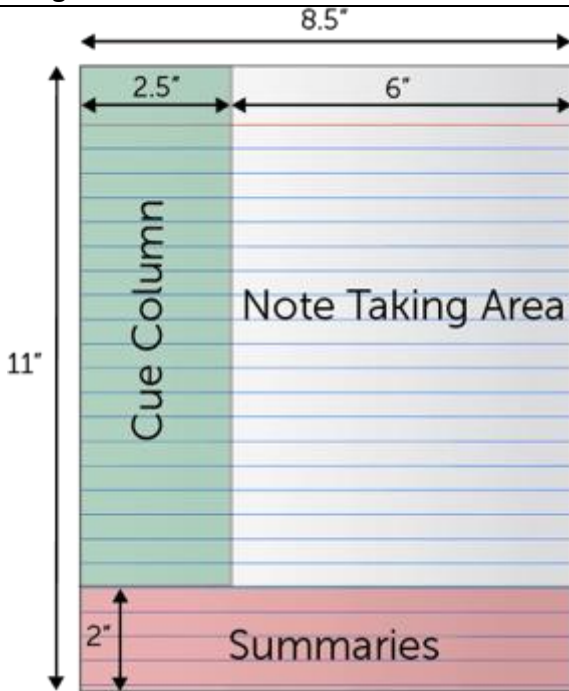 8.5″
2.5″
6″
Cue Column
Note Taking Area
11″
2″
Summaries